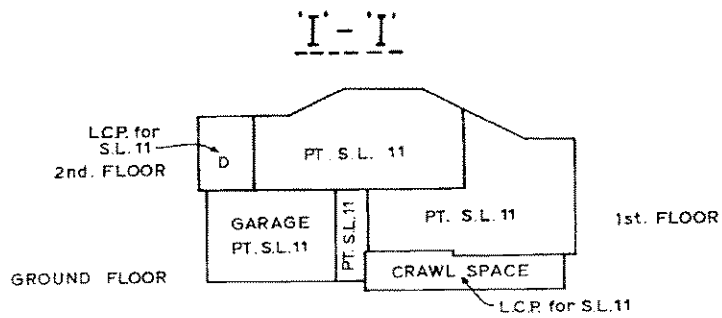 'I' - 'I'
L.C.P. for
S.L. 11
2nd. FLOOR
D
PT. S.L. 11
GARAGE
PT. S.L.11
PT. S.L.11
PT. S.L.11
1st. FLOOR
GROUND FLOOR
CRAWL SPACE
L.C.P. for S.L.11